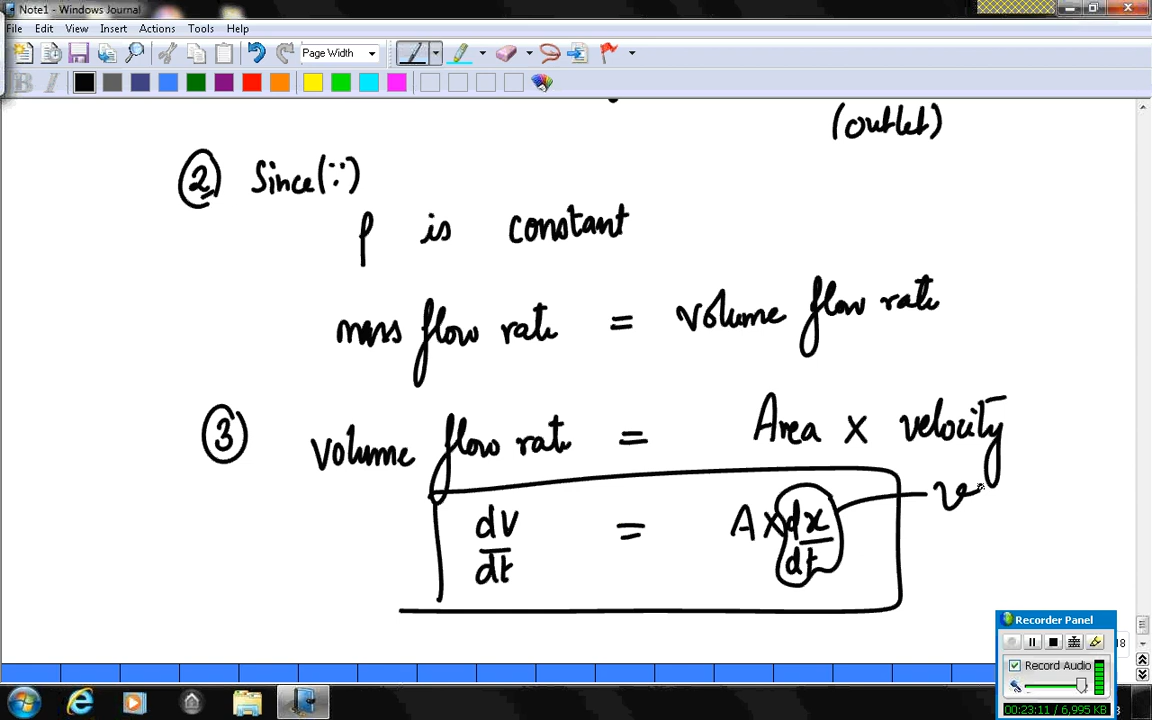 Note1 - Windows Journal
File Edit View Insert Actions Tools Help
Page Width
B I
(outlet)
② Since (∵)
ρ is constant
mass flow rate = volume flow rate
③ volume flow rate = Area × velocity
dV/dt = A × dx/dt v
Recorder Panel
18
Record Audio
00:23:11 / 6,995 KB